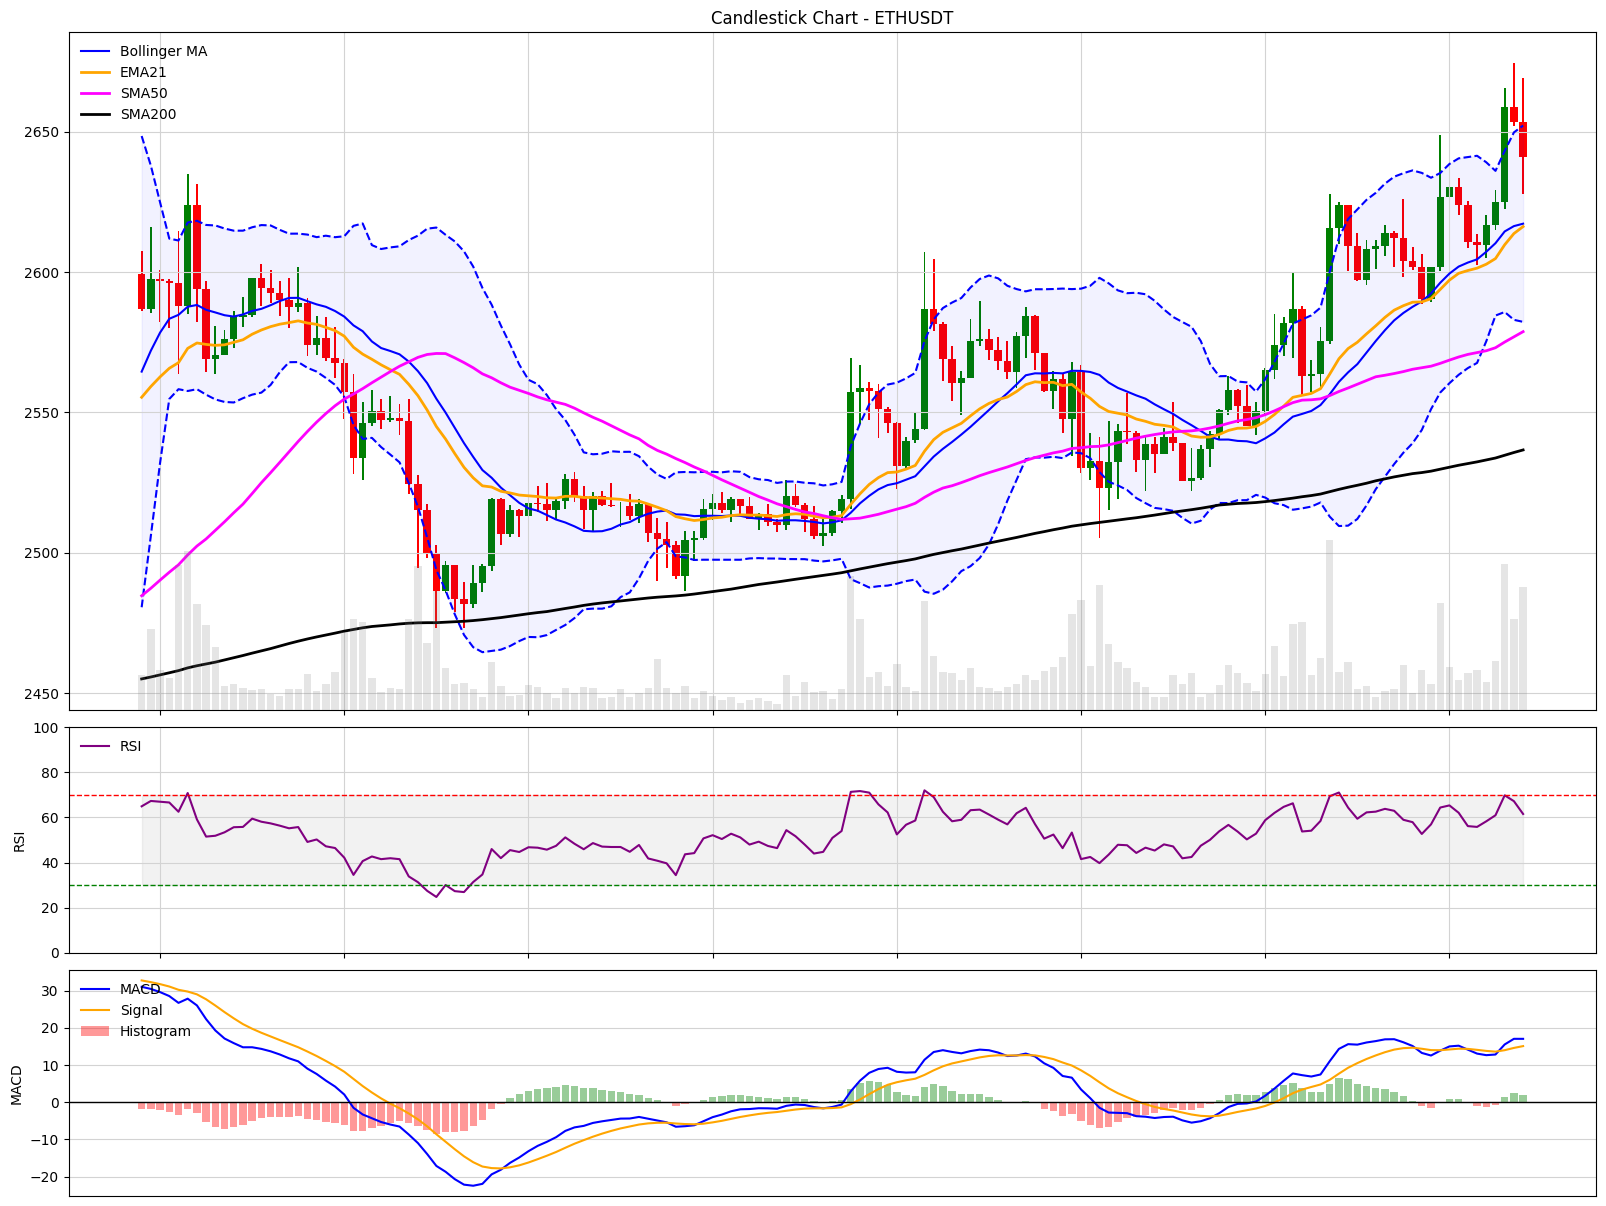 Candlestick Chart - ETHUSDT
Bollinger MA
EMA21
SMA50
SMA200
2650
2600
2550
2500
2450
100
80
60
40
20
0
RSI
RSI
30
20
10
0
−10
−20
MACD
MACD
Signal
Histogram